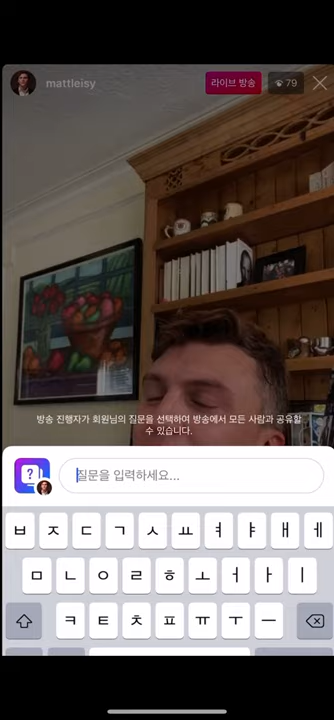 mattleisy
라이브 방송
79
방송 진행자가 회원님의 질문을 선택하여 방송에서 모든 사람과 공유할
수 있습니다.
?
질문을 입력하세요...
ㅂ ㅈ ㄷ ㄱ ㅅ ㅛ ㅕ ㅑ ㅐ ㅔ
ㅁ ㄴ ㅇ ㄹ ㅎ ㅗ ㅓ ㅏ ㅣ
ㅋ ㅌ ㅊ ㅍ ㅠ ㅜ ㅡ